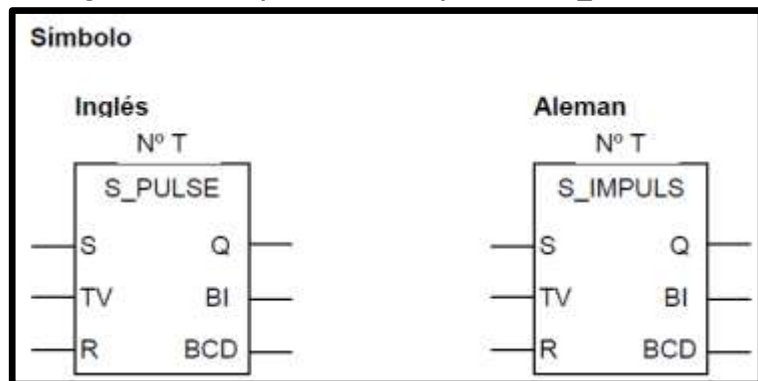 Símbolo
Inglés Aleman
Nº T Nº T
S_PULSE S_IMPULS
S Q S Q
TV BI TV BI
R BCD R BCD